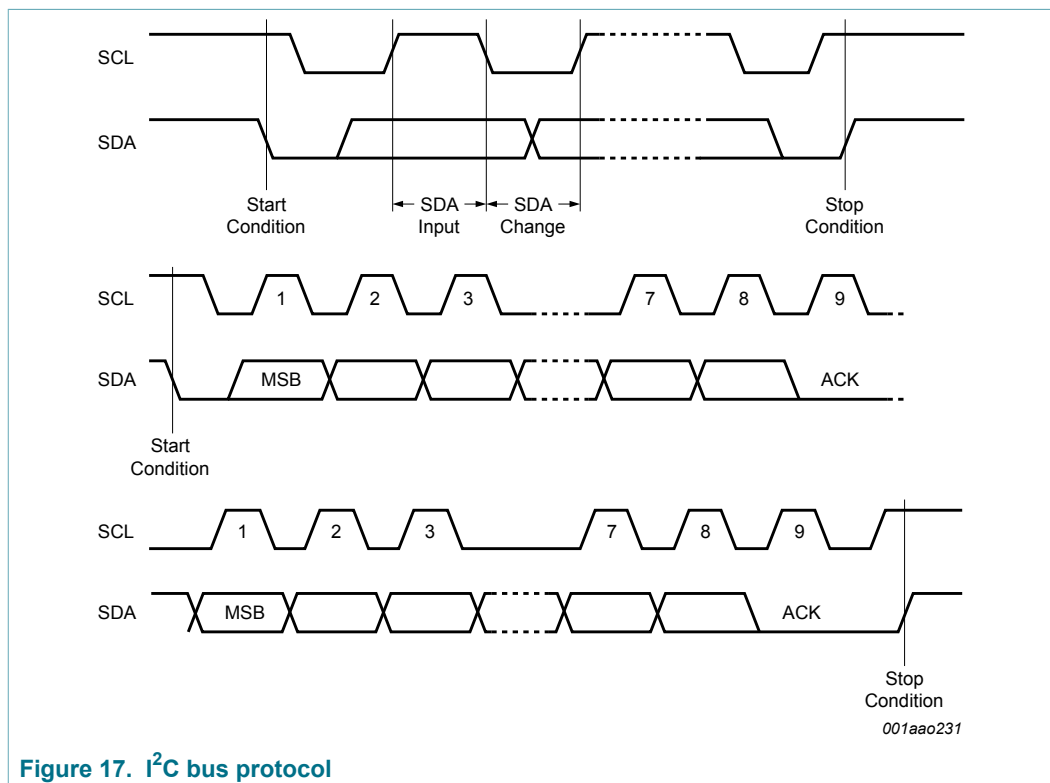 SCL
SDA
Start
Condition
SDA
Input
SDA
Change
Stop
Condition
SCL
1 2 3 7 8 9
SDA
MSB
ACK
Start
Condition
SCL
1 2 3 7 8 9
SDA
MSB
ACK
Stop
Condition
001aao231
Figure 17. I²C bus protocol